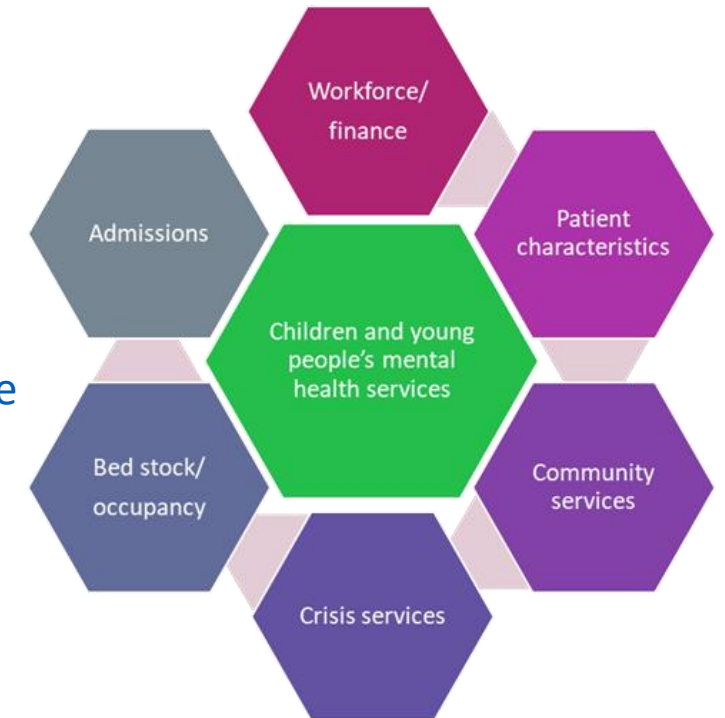 Workforce/
finance
Patient
characteristics
Admissions
Children and young
people's mental
health services
Bed stock/
occupancy
Community
services
Crisis services
e